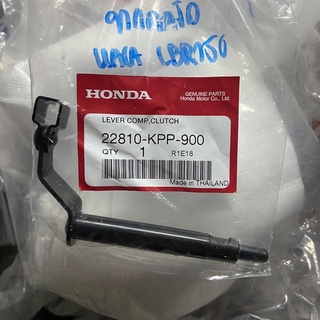 HONDA
GENUINE PARTS
Honda Motor Co., Ltd.
LEVER COMP,CLUTCH
22810-KPP-900
QTY 1 R1E18
Made in THAILAND